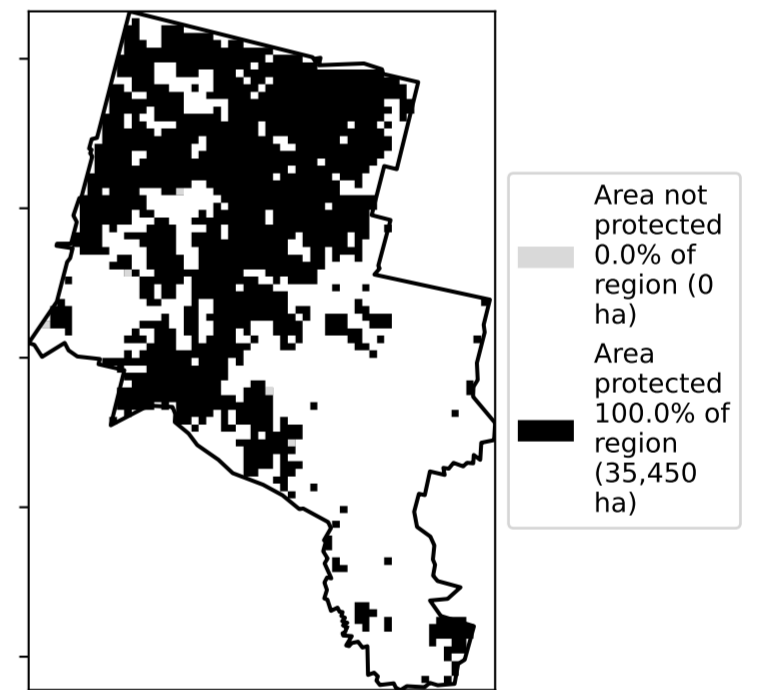 Area not
protected
0.0% of
region (0
ha)
Area
protected
100.0% of
region
(35,450
ha)